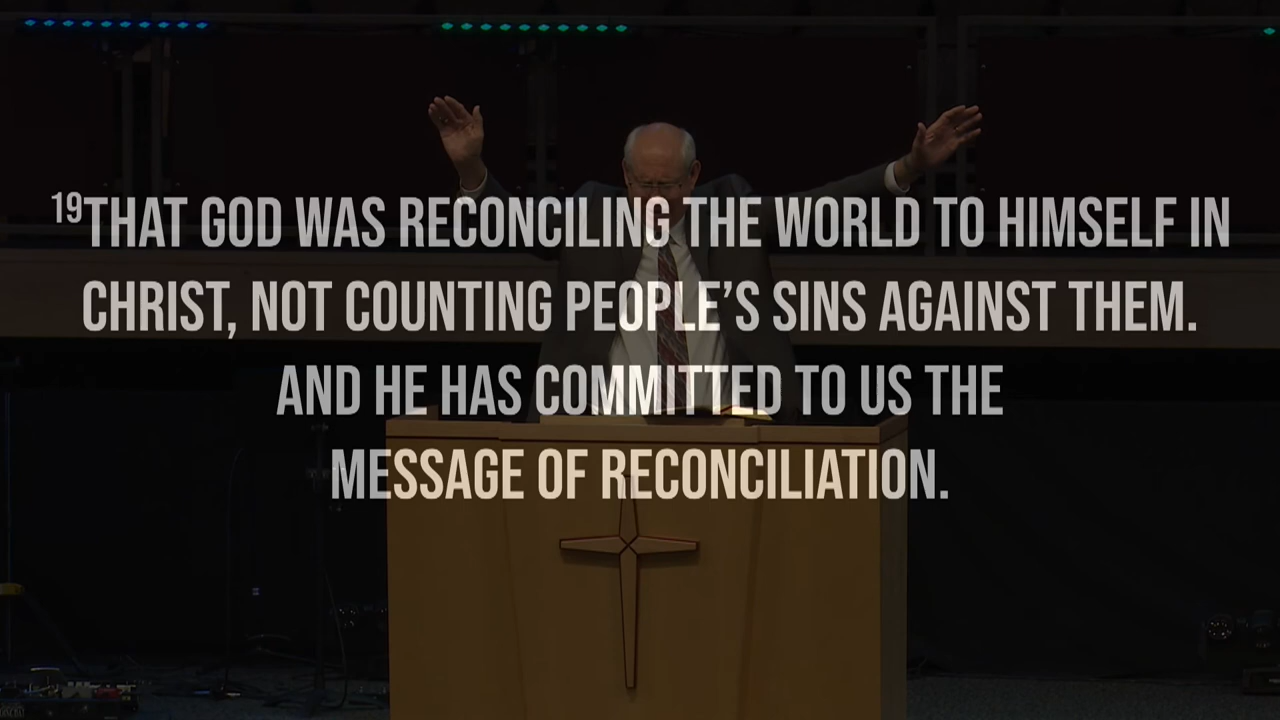 ¹⁹THAT GOD WAS RECONCILING THE WORLD TO HIMSELF IN
CHRIST, NOT COUNTING PEOPLE’S SINS AGAINST THEM.
AND HE HAS COMMITTED TO US THE
MESSAGE OF RECONCILIATION.